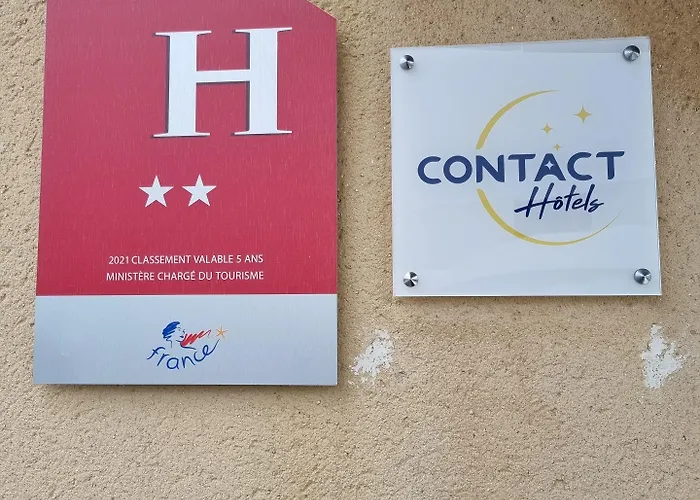 H
2021 CLASSEMENT VALABLE 5 ANS
MINISTÈRE CHARGÉ DU TOURISME
france
CONTACT
Hôtels